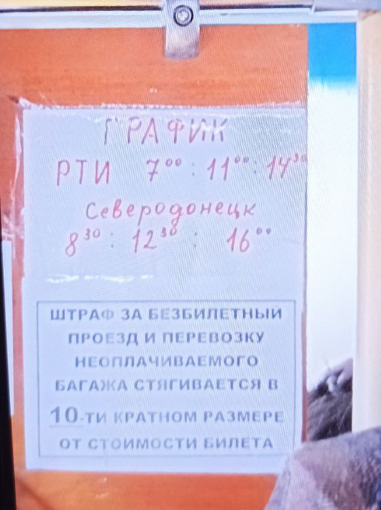 ГРАФИК
РТИ 7⁰⁰ : 11⁰⁰ : 14³⁰
Северодонецк
8³⁰ : 12³⁰ : 16⁰⁰
ШТРАФ ЗА БЕЗБИЛЕТНЫЙ
ПРОЕЗД И ПЕРЕВОЗКУ
НЕОПЛАЧИВАЕМОГО
БАГАЖА СТЯГИВАЕТСЯ В
10-ТИ КРАТНОМ РАЗМЕРЕ
ОТ СТОИМОСТИ БИЛЕТА